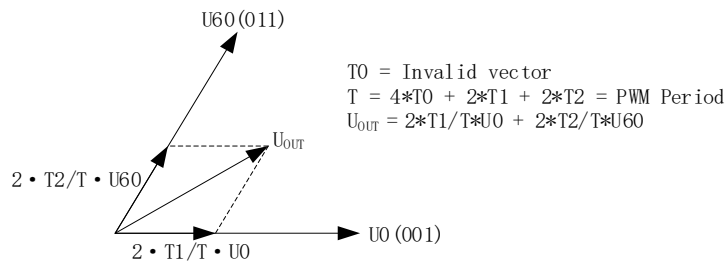 U60(011)
T0 = Invalid vector
T = 4*T0 + 2*T1 + 2*T2 = PWM Period
UOUT = 2*T1/T*U0 + 2*T2/T*U60
UOUT
2·T2/T·U60
U0(001)
2·T1/T·U0